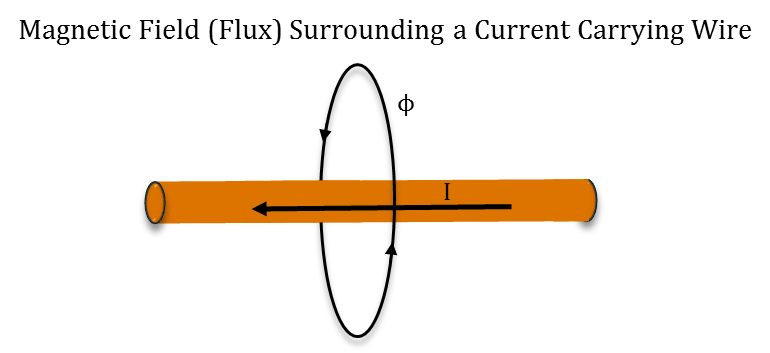 Magnetic Field (Flux) Surrounding a Current Carrying Wire
ϕ
I